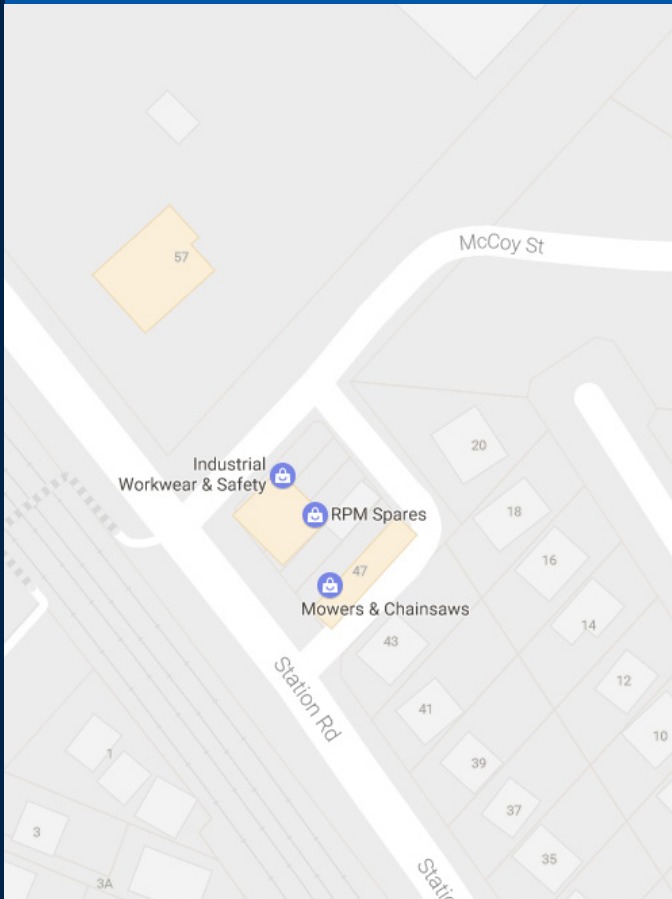 McCoy St
57
20
Industrial
Workwear & Safety
RPM Spares
18
16
47
Mowers & Chainsaws
14
43
Station Rd
12
41
10
1
39
37
3
35
3A